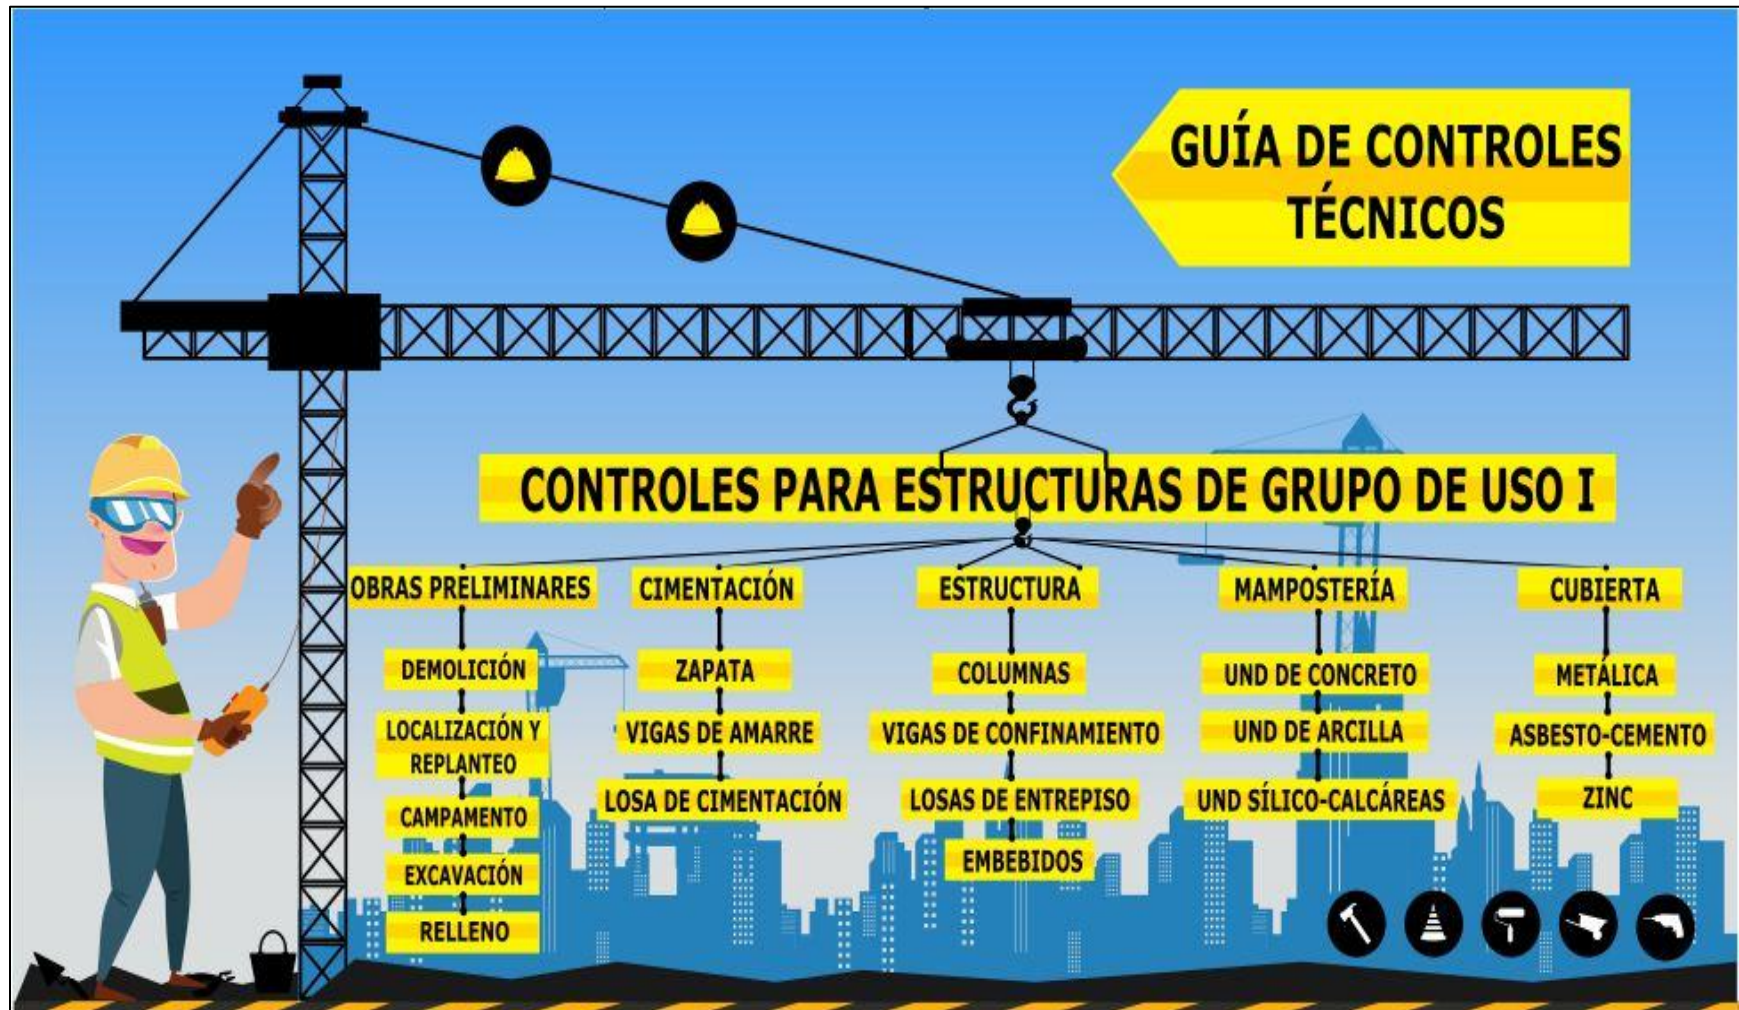 GUÍA DE CONTROLES
TÉCNICOS
CONTROLES PARA ESTRUCTURAS DE GRUPO DE USO I
OBRAS PRELIMINARES
DEMOLICIÓN
LOCALIZACIÓN Y
REPLANTEO
CAMPAMENTO
EXCAVACIÓN
RELLENO
CIMENTACIÓN
ZAPATA
VIGAS DE AMARRE
LOSA DE CIMENTACIÓN
ESTRUCTURA
COLUMNAS
VIGAS DE CONFINAMIENTO
LOSAS DE ENTREPISO
EMBEBIDOS
MAMPOSTERÍA
UND DE CONCRETO
UND DE ARCILLA
UND SÍLICO-CALCÁREAS
CUBIERTA
METÁLICA
ASBESTO-CEMENTO
ZINC